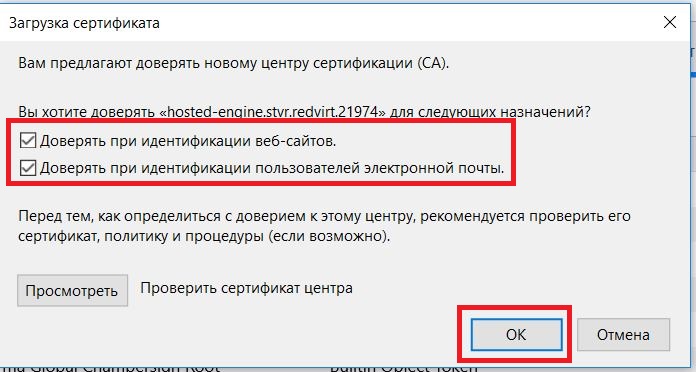 Загрузка сертификата
Вам предлагают доверять новому центру сертификации (CA).
Вы хотите доверять «hosted-engine.stvr.redvirt.21974» для следующих назначений?
Доверять при идентификации веб-сайтов.
Доверять при идентификации пользователей электронной почты.
Перед тем, как определиться с доверием к этому центру, рекомендуется проверить его
сертификат, политику и процедуры (если возможно).
Просмотреть Проверить сертификат центра
ОК Отмена
Global Chambersign Root Builtin Object Token